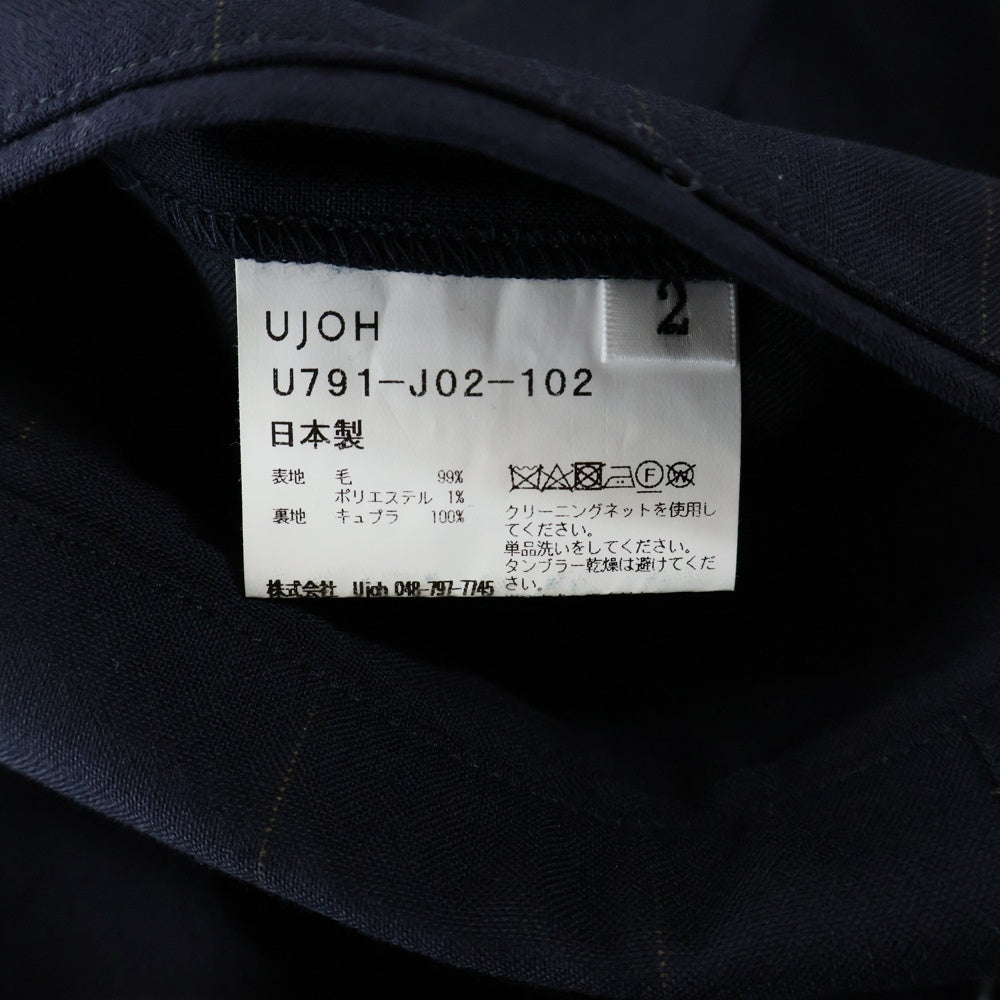 2
UJOH
U791-J02-102
日本製
表地 毛 99%
ポリエステル 1%
裏地 キュプラ 100%
F
W
クリーニングネットを使用し
てください。
単品洗いをしてください。
タンブラー乾燥は避けてくだ
さい。
株式会社 Ujoh 048-797-7745